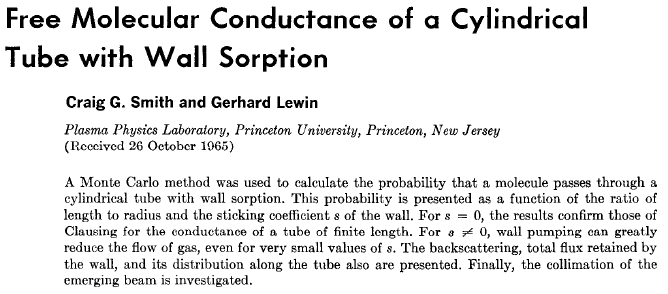 Free Molecular Conductance of a Cylindrical
Tube with Wall Sorption
Craig G. Smith and Gerhard Lewin
Plasma Physics Laboratory, Princeton University, Princeton, New Jersey
(Received 26 October 1965)
A Monte Carlo method was used to calculate the probability that a molecule passes through a
cylindrical tube with wall sorption. This probability is presented as a function of the ratio of
length to radius and the sticking coefficient s of the wall. For s = 0, the results confirm those of
Clausing for the conductance of a tube of finite length. For s ≠ 0, wall pumping can greatly
reduce the flow of gas, even for very small values of s. The backscattering, total flux retained by
the wall, and its distribution along the tube also are presented. Finally, the collimation of the
emerging beam is investigated.